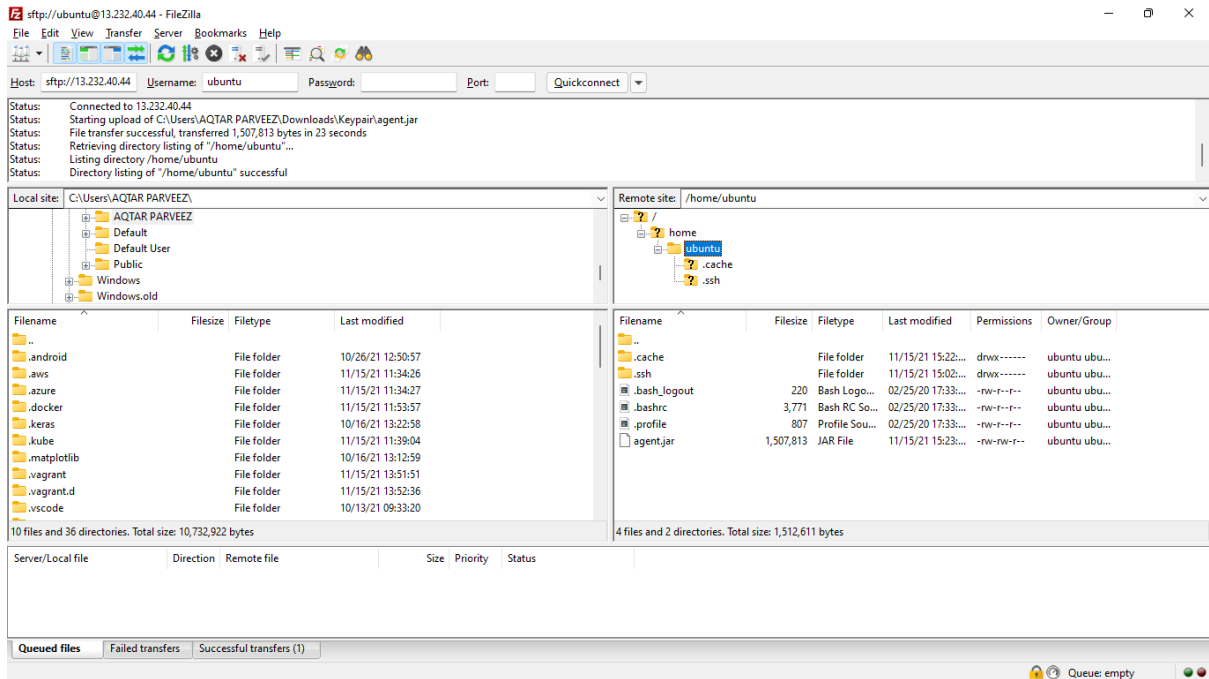 sftp://ubuntu@13.232.40.44 - FileZilla
File Edit View Transfer Server Bookmarks Help
Host: sftp://13.232.40.44 Username: ubuntu Password: Port: Quickconnect
Status: Connected to 13.232.40.44
Status: Starting upload of C:\Users\AQTAR PARVEEZ\Downloads\Keypair\agent.jar
Status: File transfer successful, transferred 1,507,813 bytes in 23 seconds
Status: Retrieving directory listing of "/home/ubuntu"...
Status: Listing directory /home/ubuntu
Status: Directory listing of "/home/ubuntu" successful
Local site: C:\Users\AQTAR PARVEEZ\
AQTAR PARVEEZ
Default
Default User
Public
Windows
Windows.old
Filename Filesize Filetype Last modified
..
.android File folder 10/26/21 12:50:57
.aws File folder 11/15/21 11:34:26
.azure File folder 11/15/21 11:34:27
.docker File folder 11/15/21 11:53:57
.keras File folder 10/16/21 13:22:58
.kube File folder 11/15/21 11:39:04
.matplotlib File folder 10/16/21 13:12:59
.vagrant File folder 11/15/21 13:51:51
.vagrant.d File folder 11/15/21 13:52:36
.vscode File folder 10/13/21 09:33:20
10 files and 36 directories. Total size: 10,732,922 bytes
Remote site: /home/ubuntu
/
home
ubuntu
.cache
.ssh
Filename Filesize Filetype Last modified Permissions Owner/Group
..
.cache File folder 11/15/21 15:22:... drwx------ ubuntu ubu...
.ssh File folder 11/15/21 15:02:... drwx------ ubuntu ubu...
.bash_logout 220 Bash Logo... 02/25/20 17:33:... -rw-r--r-- ubuntu ubu...
.bashrc 3,771 Bash RC So... 02/25/20 17:33:... -rw-r--r-- ubuntu ubu...
.profile 807 Profile Sou... 02/25/20 17:33:... -rw-r--r-- ubuntu ubu...
agent.jar 1,507,813 JAR File 11/15/21 15:23:... -rw-rw-r-- ubuntu ubu...
4 files and 2 directories. Total size: 1,512,611 bytes
Server/Local file Direction Remote file Size Priority Status
Queued files Failed transfers Successful transfers (1)
Queue: empty